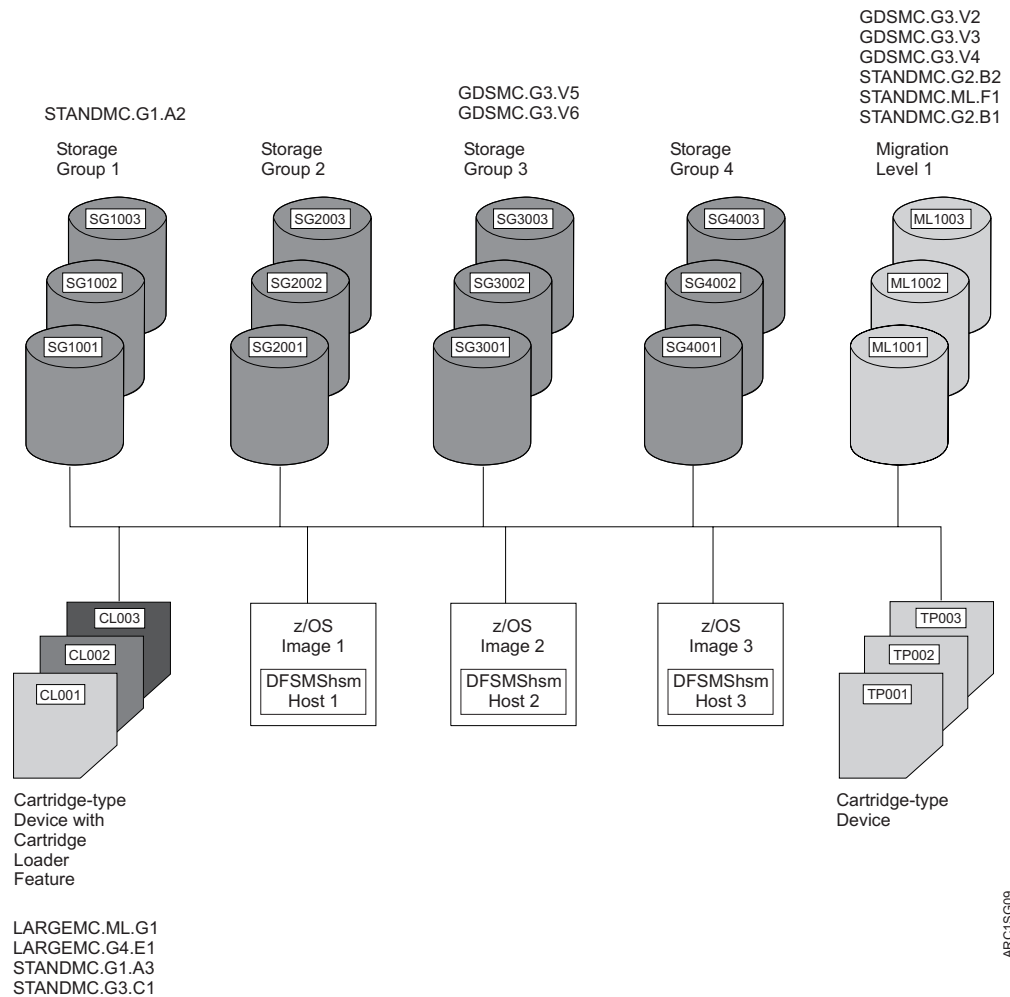 GDSMC.G3.V2
GDSMC.G3.V3
GDSMC.G3.V4
STANDMC.G2.B2
STANDMC.ML.F1
STANDMC.G2.B1
GDSMC.G3.V5
GDSMC.G3.V6
STANDMC.G1.A2
Storage
Group 1
Storage
Group 2
Storage
Group 3
Storage
Group 4
Migration
Level 1
SG1003
SG1002
SG1001
SG2003
SG2002
SG2001
SG3003
SG3002
SG3001
SG4003
SG4002
SG4001
ML1003
ML1002
ML1001
CL003
CL002
CL001
z/OS
Image 1
DFSMShsm
Host 1
z/OS
Image 2
DFSMShsm
Host 2
z/OS
Image 3
DFSMShsm
Host 3
TP003
TP002
TP001
Cartridge-type
Device with
Cartridge
Loader
Feature
Cartridge-type
Device
LARGEMC.ML.G1
LARGEMC.G4.E1
STANDMC.G1.A3
STANDMC.G3.C1
ARC1SG09